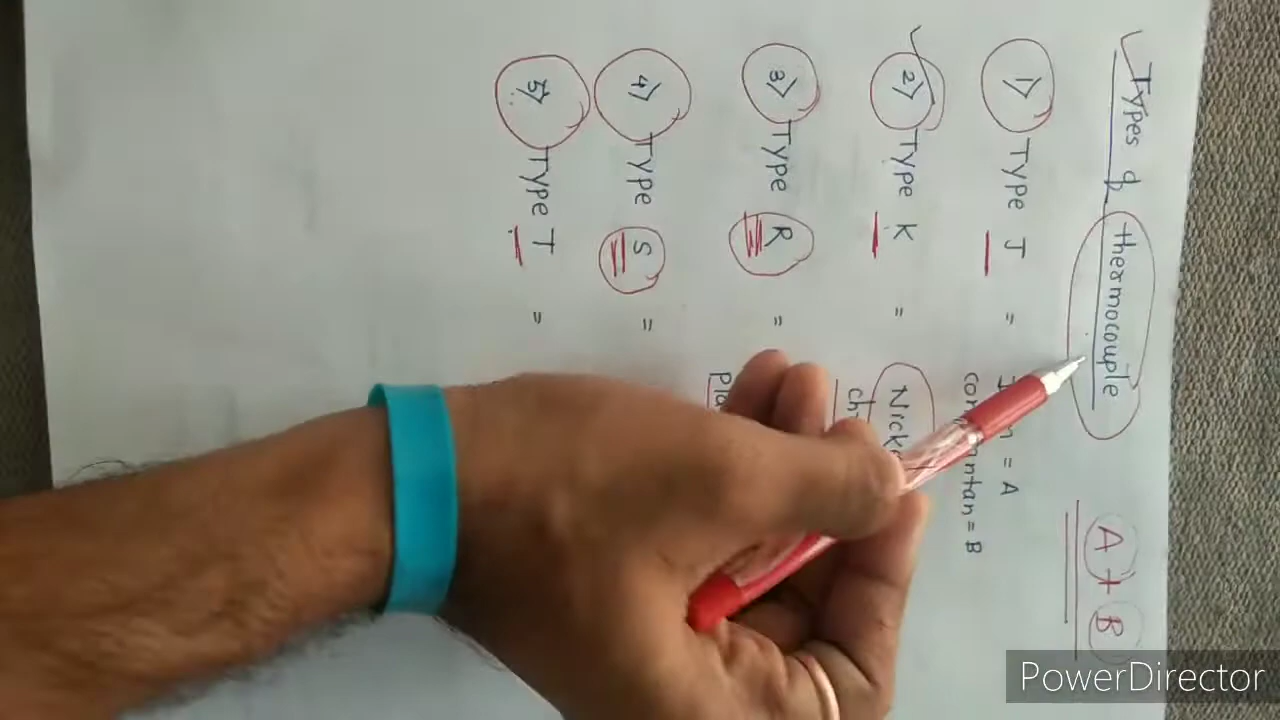 Types of thermocouple A + B
1> Type J = = A
constantan = B
2> Type K =
3> Type R =
4> Type S =
5> Type T =
PowerDirector